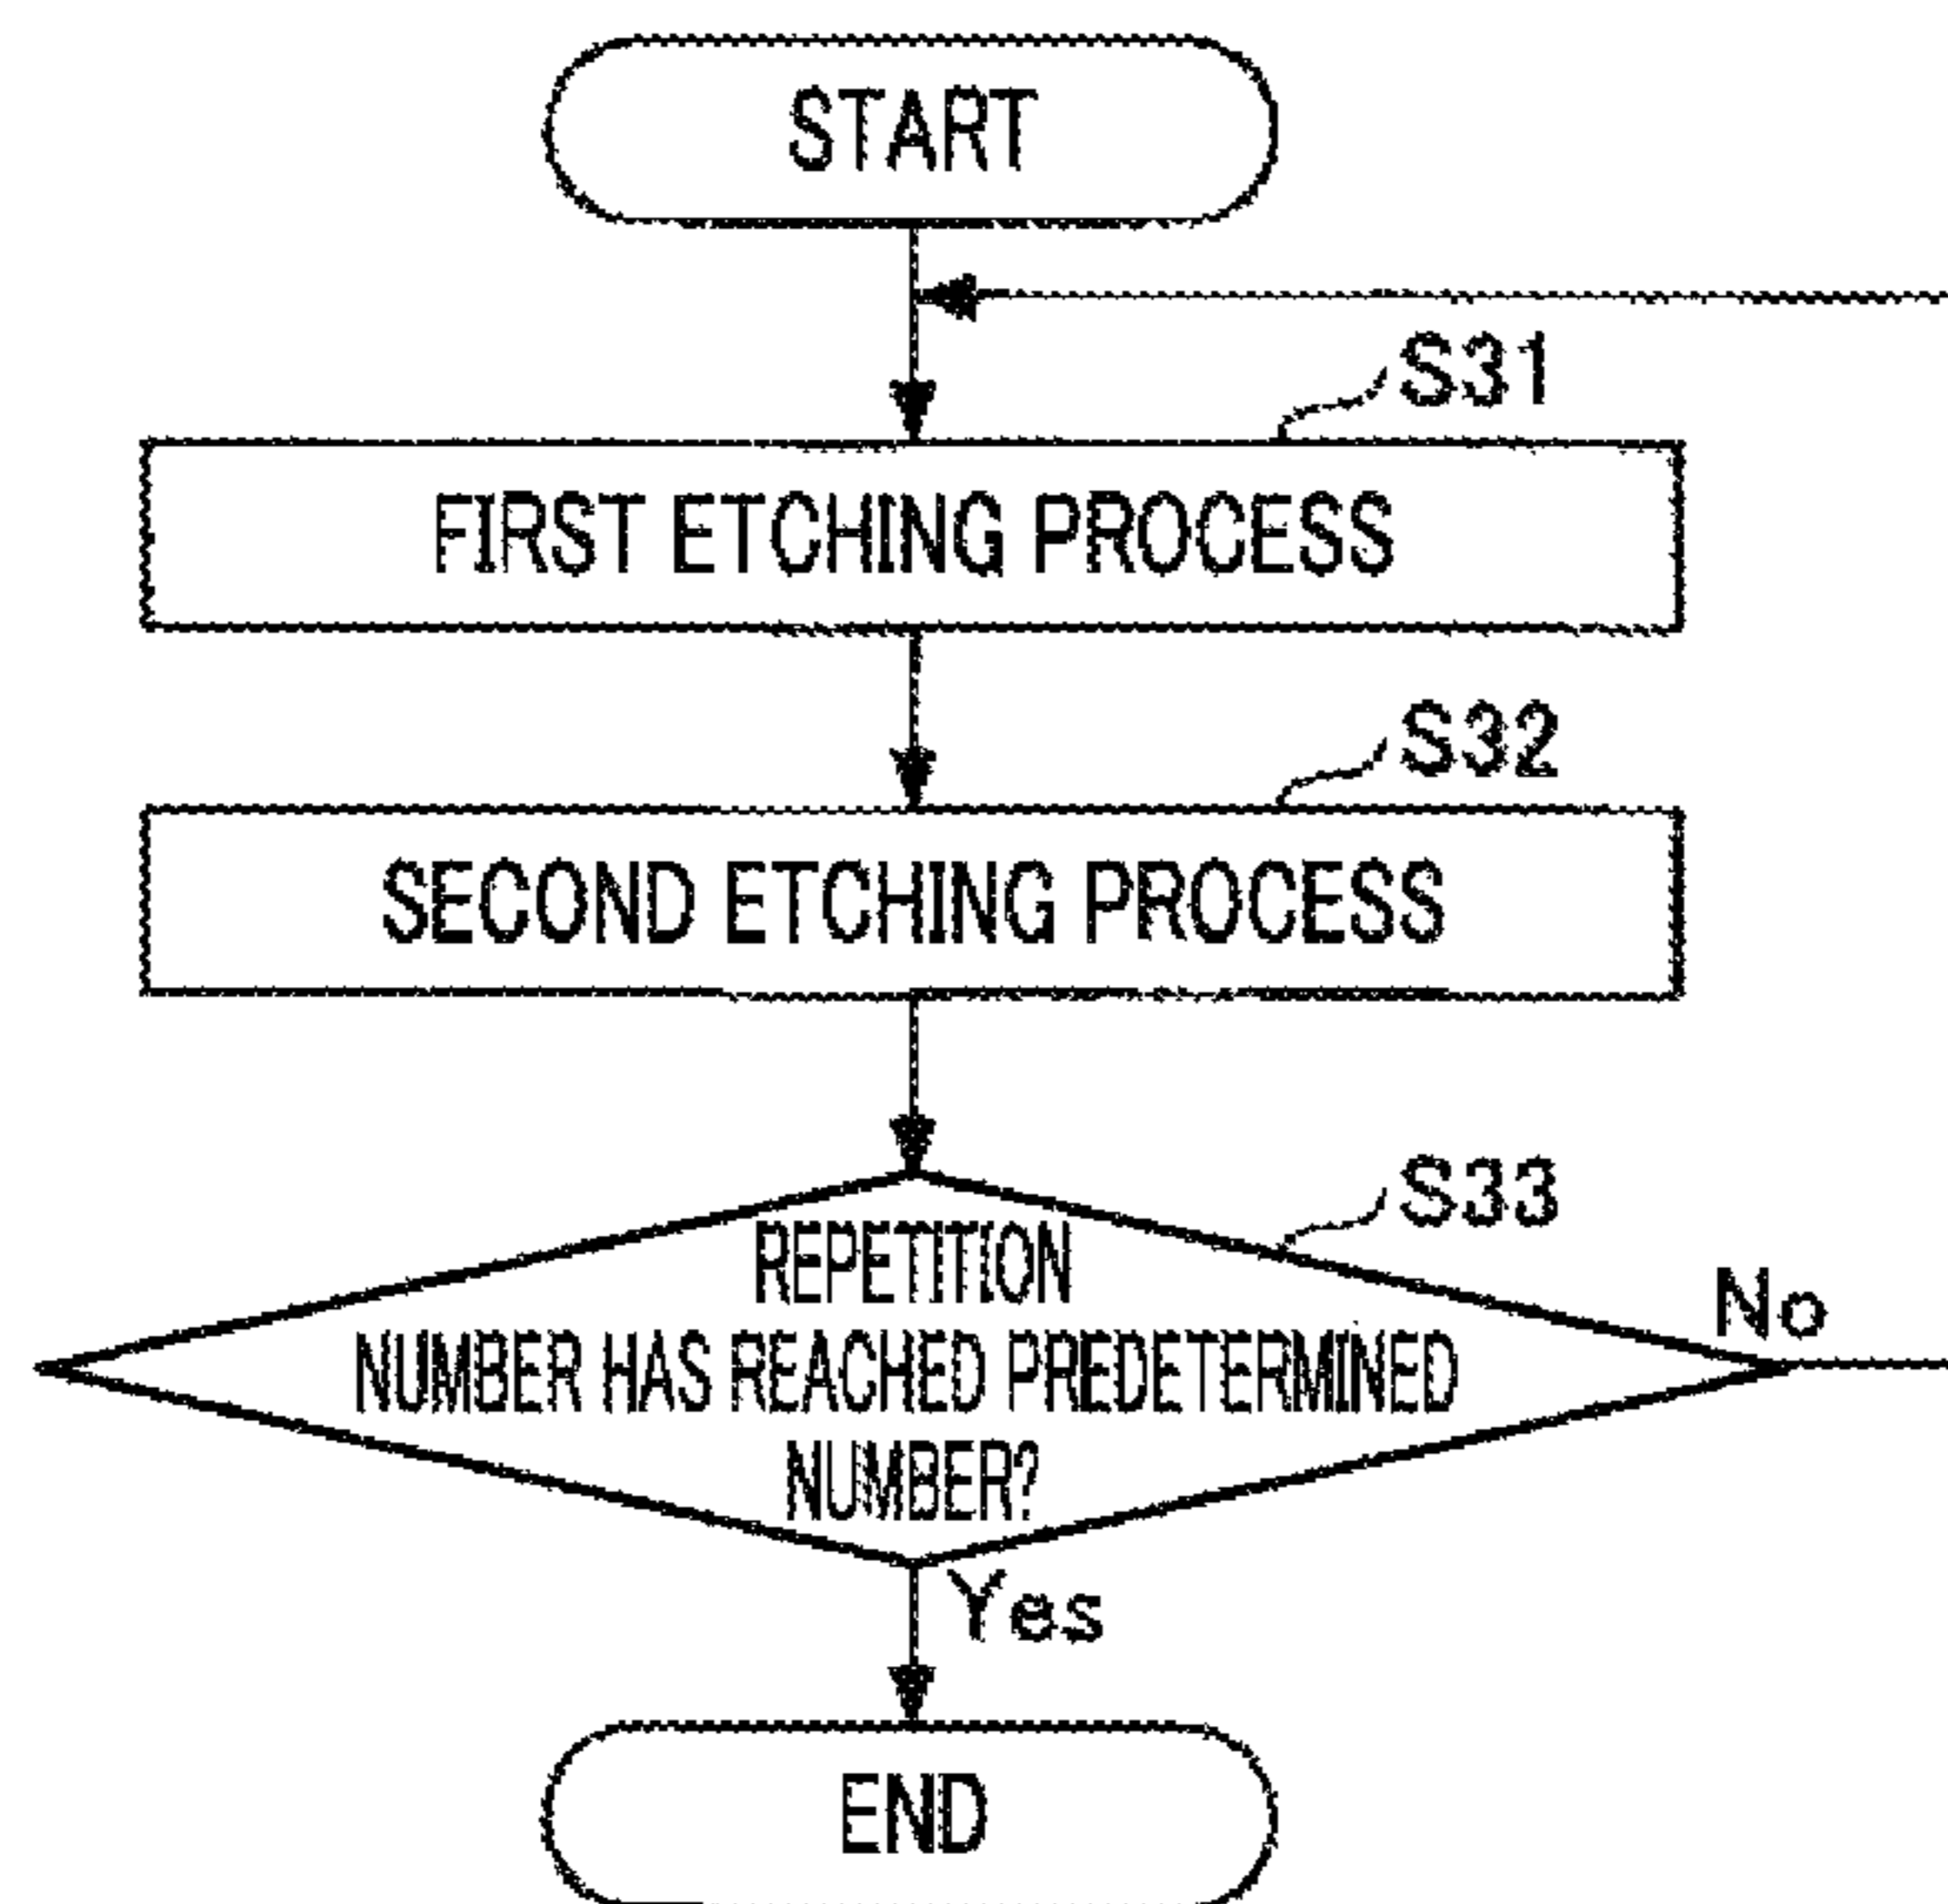 START
S31
FIRST ETCHING PROCESS
S32
SECOND ETCHING PROCESS
S33
REPETITION
NUMBER HAS REACHED PREDETERMINED
NUMBER?
No
Yes
END